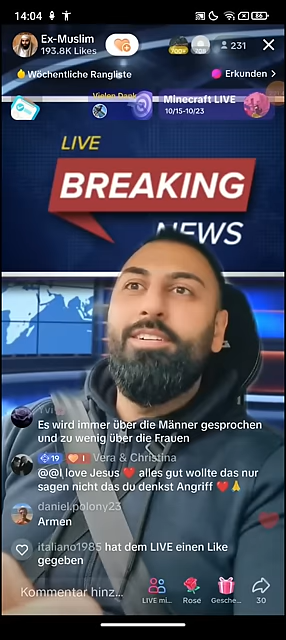 14:04
86
Ex-Muslim
193.8K Likes
700+
205
231
Wöchentliche Rangliste
Erkunden >
Vielen Dank
Minecraft LIVE
10/15-10/23
LIVE
BREAKING
NEWS
Es wird immer über die Männer gesprochen
und zu wenig über die Frauen
19
1
Vera & Christina
@@I love Jesus ❤️ alles gut wollte das nur
sagen nicht das du denkst Angriff ❤️🙏
daniel.polony23
Armen
italiano1985 hat dem LIVE einen Like
gegeben
Kommentar hinz...
LIVE mi...
Rose
Gesche...
30